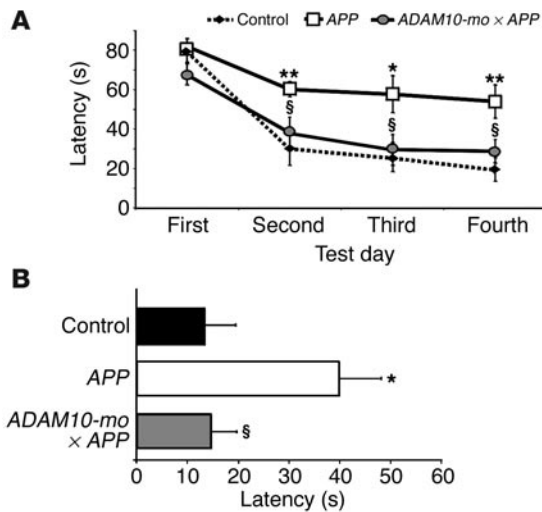 A
Control APP ADAM10-mo × APP
80
60
40
20
0
Latency (s)
** * **
§ § §
First Second Third Fourth
Test day
B
Control
APP
*
ADAM10-mo
× APP
§
0 10 20 30 40 50 60
Latency (s)